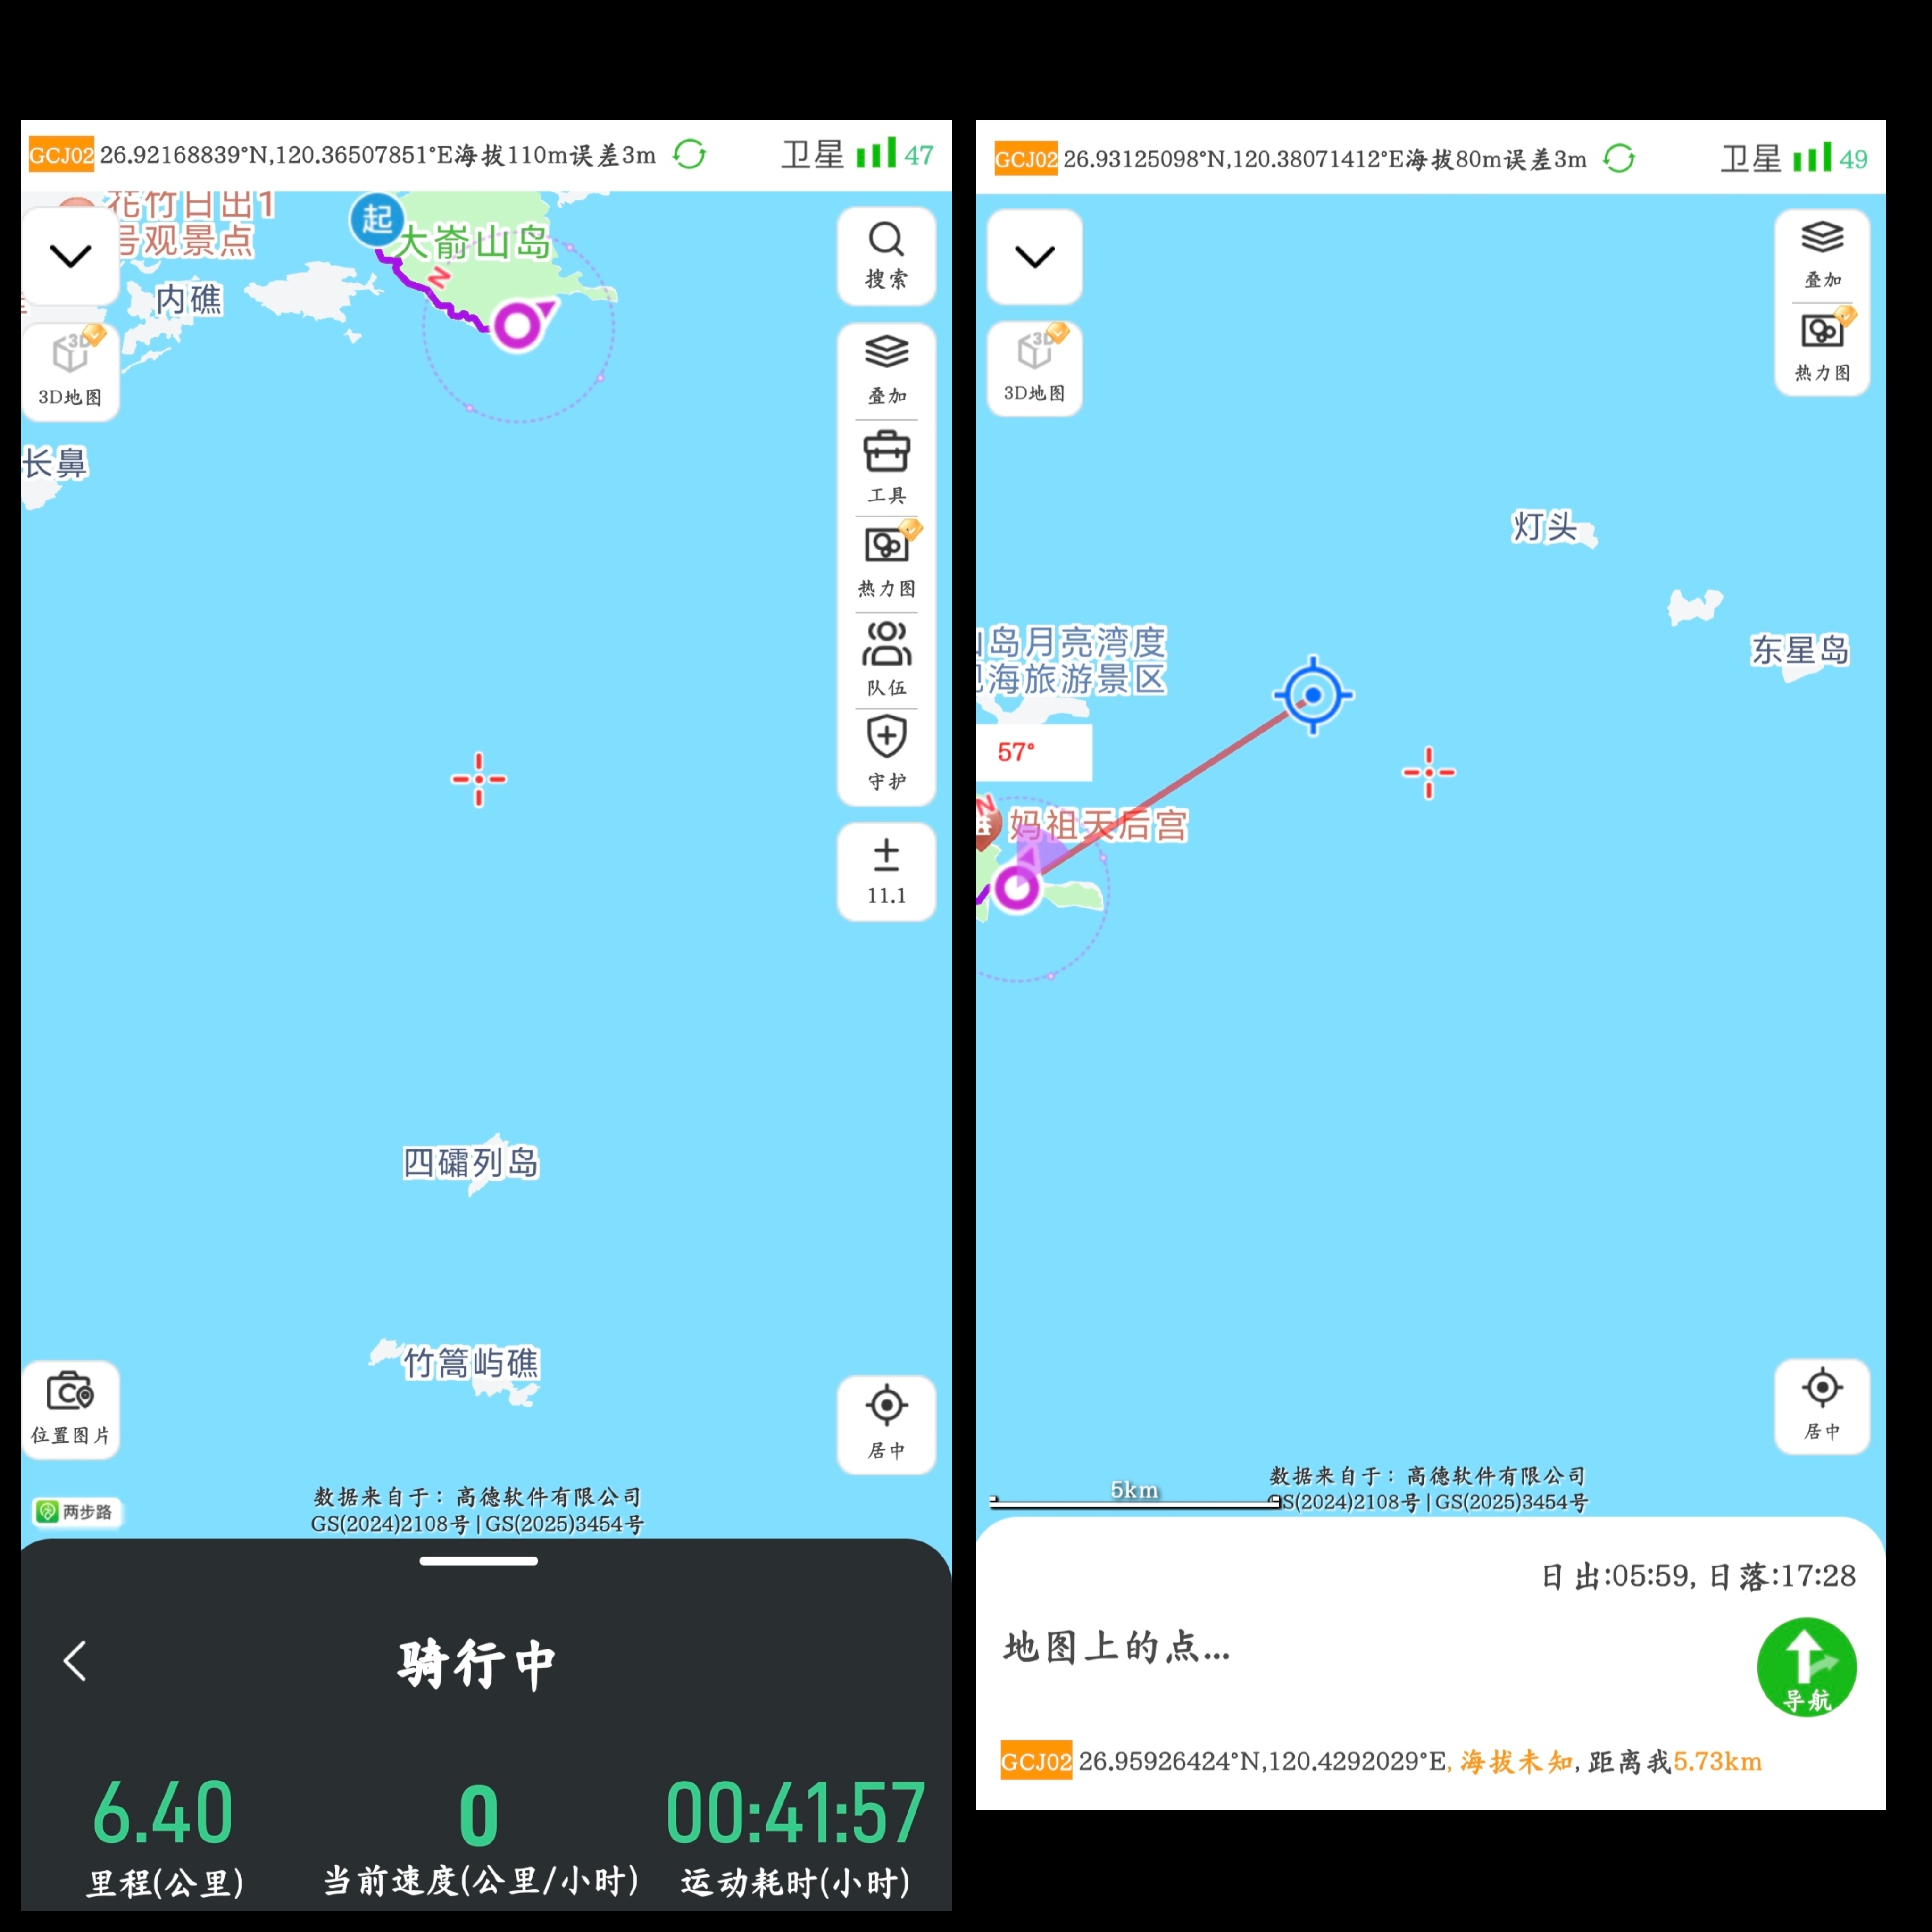 GCJ02 26.92168839°N,120.36507851°E海拔110m误差3m 卫星 47
花竹日出1
号观景点
起
大嵛山岛
N
内礁
3D地图
长鼻
搜索
叠加
工具
热力图
队伍
守护
11.1
四礵列岛
竹篙屿礁
位置图片
居中
两步路
数据来自于：高德软件有限公司
GS(2024)2108号 | GS(2025)3454号
骑行中
6.40
里程(公里)
0
当前速度(公里/小时)
00:41:57
运动耗时(小时)
GCJ02 26.93125098°N,120.38071412°E海拔80m误差3m 卫星 49
3D地图
叠加
热力图
灯头
东星岛
岛月亮湾度
海旅游景区
57°
N
妈祖天后宫
居中
5km
数据来自于：高德软件有限公司
GS(2024)2108号 | GS(2025)3454号
日出:05:59, 日落:17:28
地图上的点...
导航
GCJ02 26.95926424°N,120.4292029°E, 海拔未知, 距离我5.73km